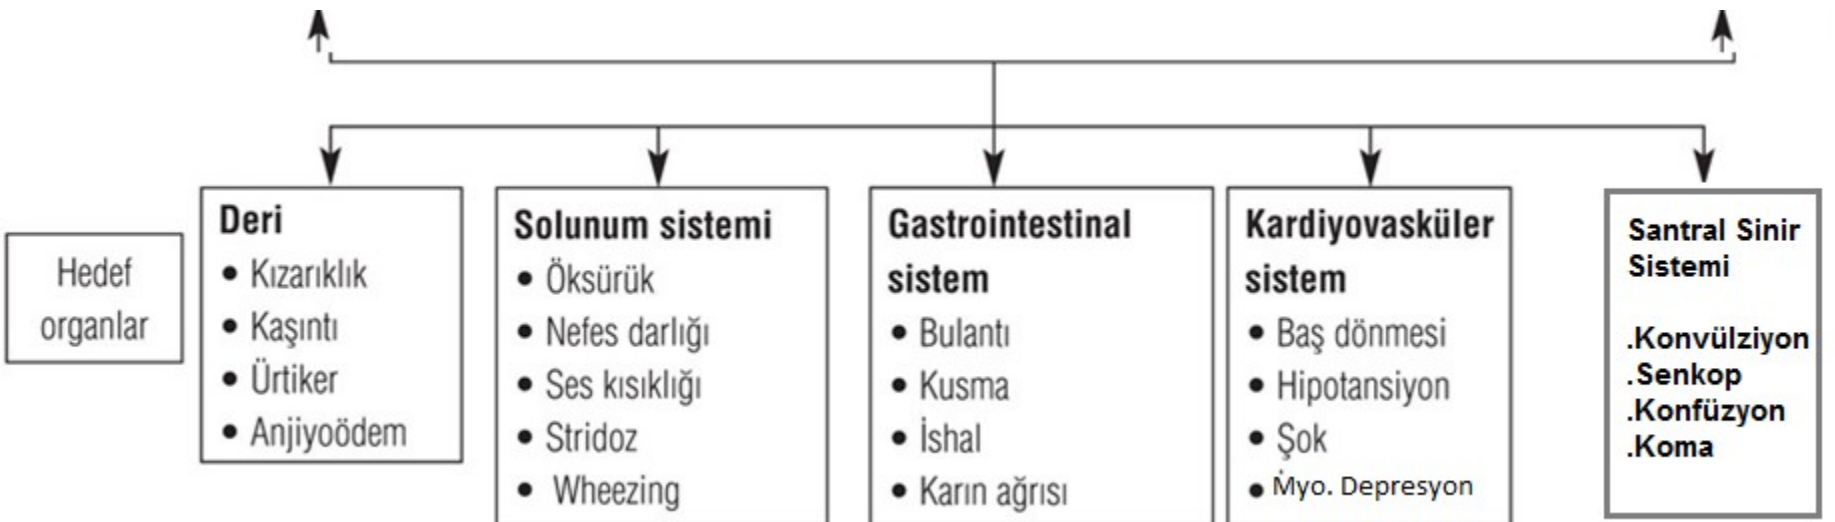 Hedef
organlar
Deri
• Kızarıklık
• Kaşıntı
• Ürtiker
• Anjiyoödem
Solunum sistemi
• Öksürük
• Nefes darlığı
• Ses kısıklığı
• Stridoz
• Wheezing
Gastrointestinal
sistem
• Bulantı
• Kusma
• İshal
• Karın ağrısı
Kardiyovasküler
sistem
• Baş dönmesi
• Hipotansiyon
• Şok
• Myo. Depresyon
Santral Sinir
Sistemi
.Konvülziyon
.Senkop
.Konfüzyon
.Koma